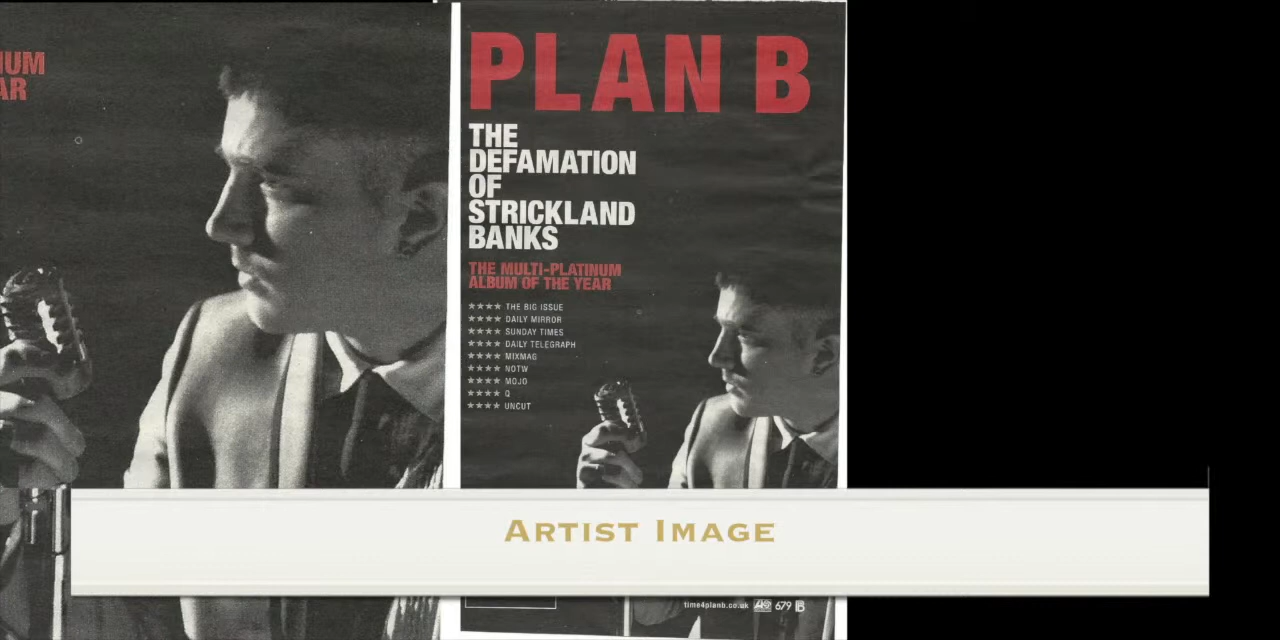 UM
AR
PLAN B
THE
DEFAMATION
OF
STRICKLAND
BANKS
THE MULTI-PLATINUM
ALBUM OF THE YEAR
★★★★ THE BIG ISSUE
★★★★ DAILY MIRROR
★★★★ SUNDAY TIMES
★★★★ DAILY TELEGRAPH
★★★★ MIXMAG
★★★★ NOTW
★★★★ MOJO
★★★★ Q
★★★★ UNCUT
ARTIST IMAGE
time4planb.co.uk 679